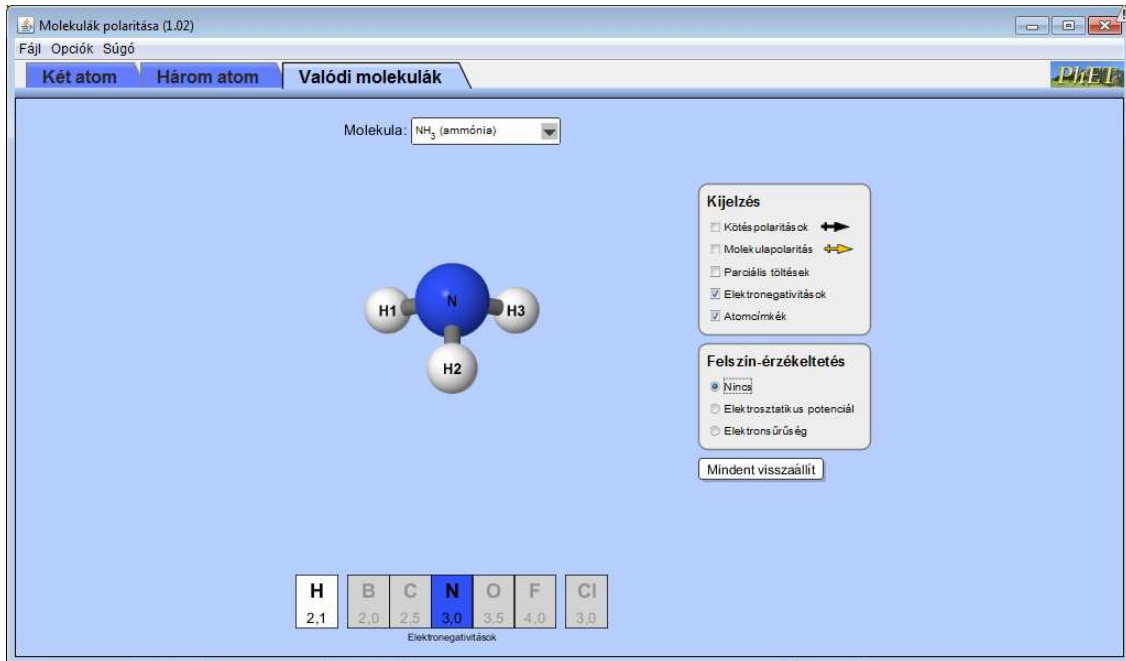 Molekulák polaritása (1.02)
Fájl Opciók Súgó
Két atom Három atom Valódi molekulák
PhET
Molekula: NH3 (ammónia)
Kijelzés
Kötéspolaritások
Molekulapolaritás
Parciális töltések
Elektronegativitások
Atomcímkék
N
H1 H3
H2
Felszín-érzékeltetés
Nincs
Elektrosztatikus potenciál
Elektronsűrűség
Mindent visszaállít
H B C N O F Cl
2,1 2,0 2,5 3,0 3,5 4,0 3,0
Elektronegativitások